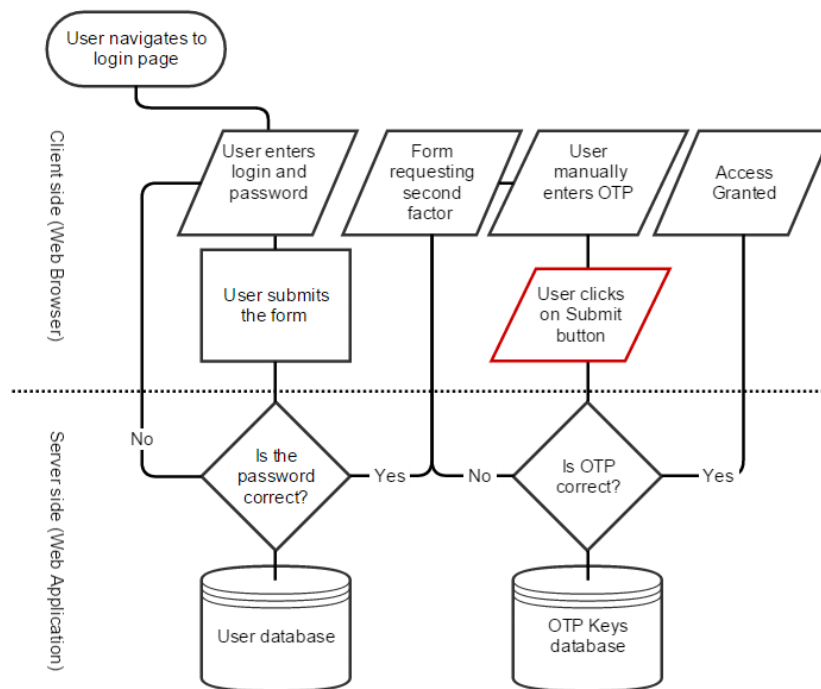 User navigates to
login page
Client side (Web Browser)
User enters
login and
password
Form
requesting
second
factor
User
manually
enters OTP
Access
Granted
User submits
the form
User clicks
on Submit
button
Server side (Web Application)
No
Is the
password
correct?
Yes
No
Is OTP
correct?
Yes
User database
OTP Keys
database